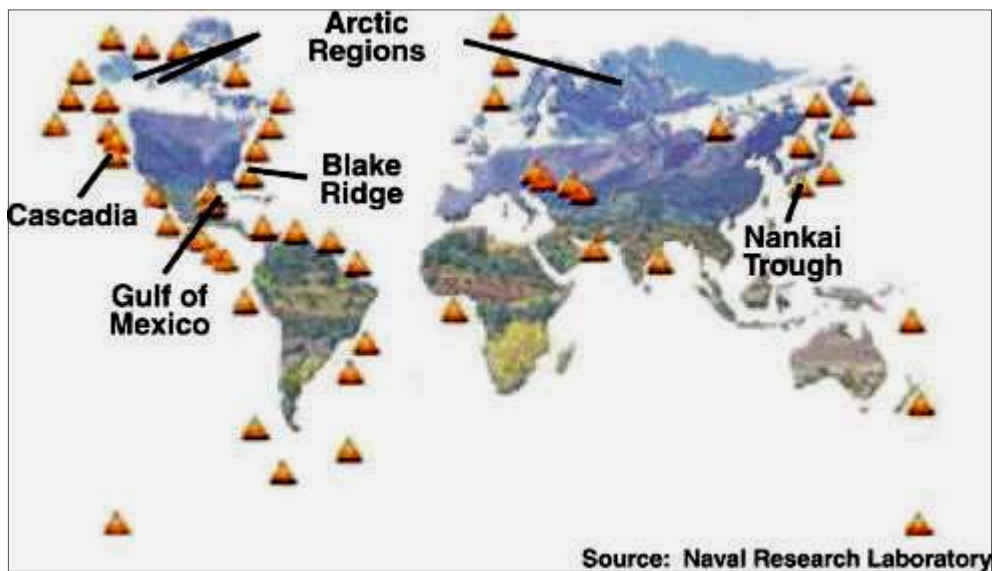 Arctic
Regions
Blake
Ridge
Cascadia
Nankai
Trough
Gulf of
Mexico
Source: Naval Research Laboratory